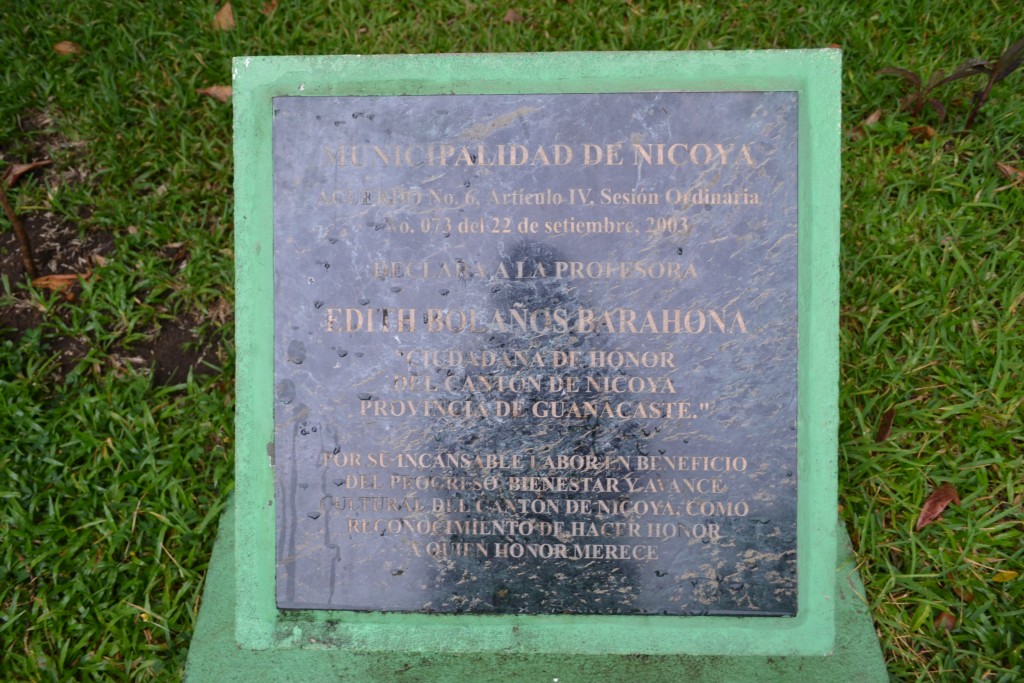 MUNICIPALIDAD DE NICOYA
ACUERDO No. 6, Artículo IV, Sesión Ordinaria
No. 073 del 22 de setiembre, 2003
DECLARA A LA PROFESORA
EDITH BOLAÑOS BARAHONA
"CIUDADANA DE HONOR
DEL CANTON DE NICOYA
PROVINCIA DE GUANACASTE."
POR SU INCANSABLE LABOR EN BENEFICIO
DEL PROGRESO, BIENESTAR Y AVANCE
CULTURAL DEL CANTON DE NICOYA, COMO
RECONOCIMIENTO DE HACER HONOR
A QUIEN HONOR MERECE